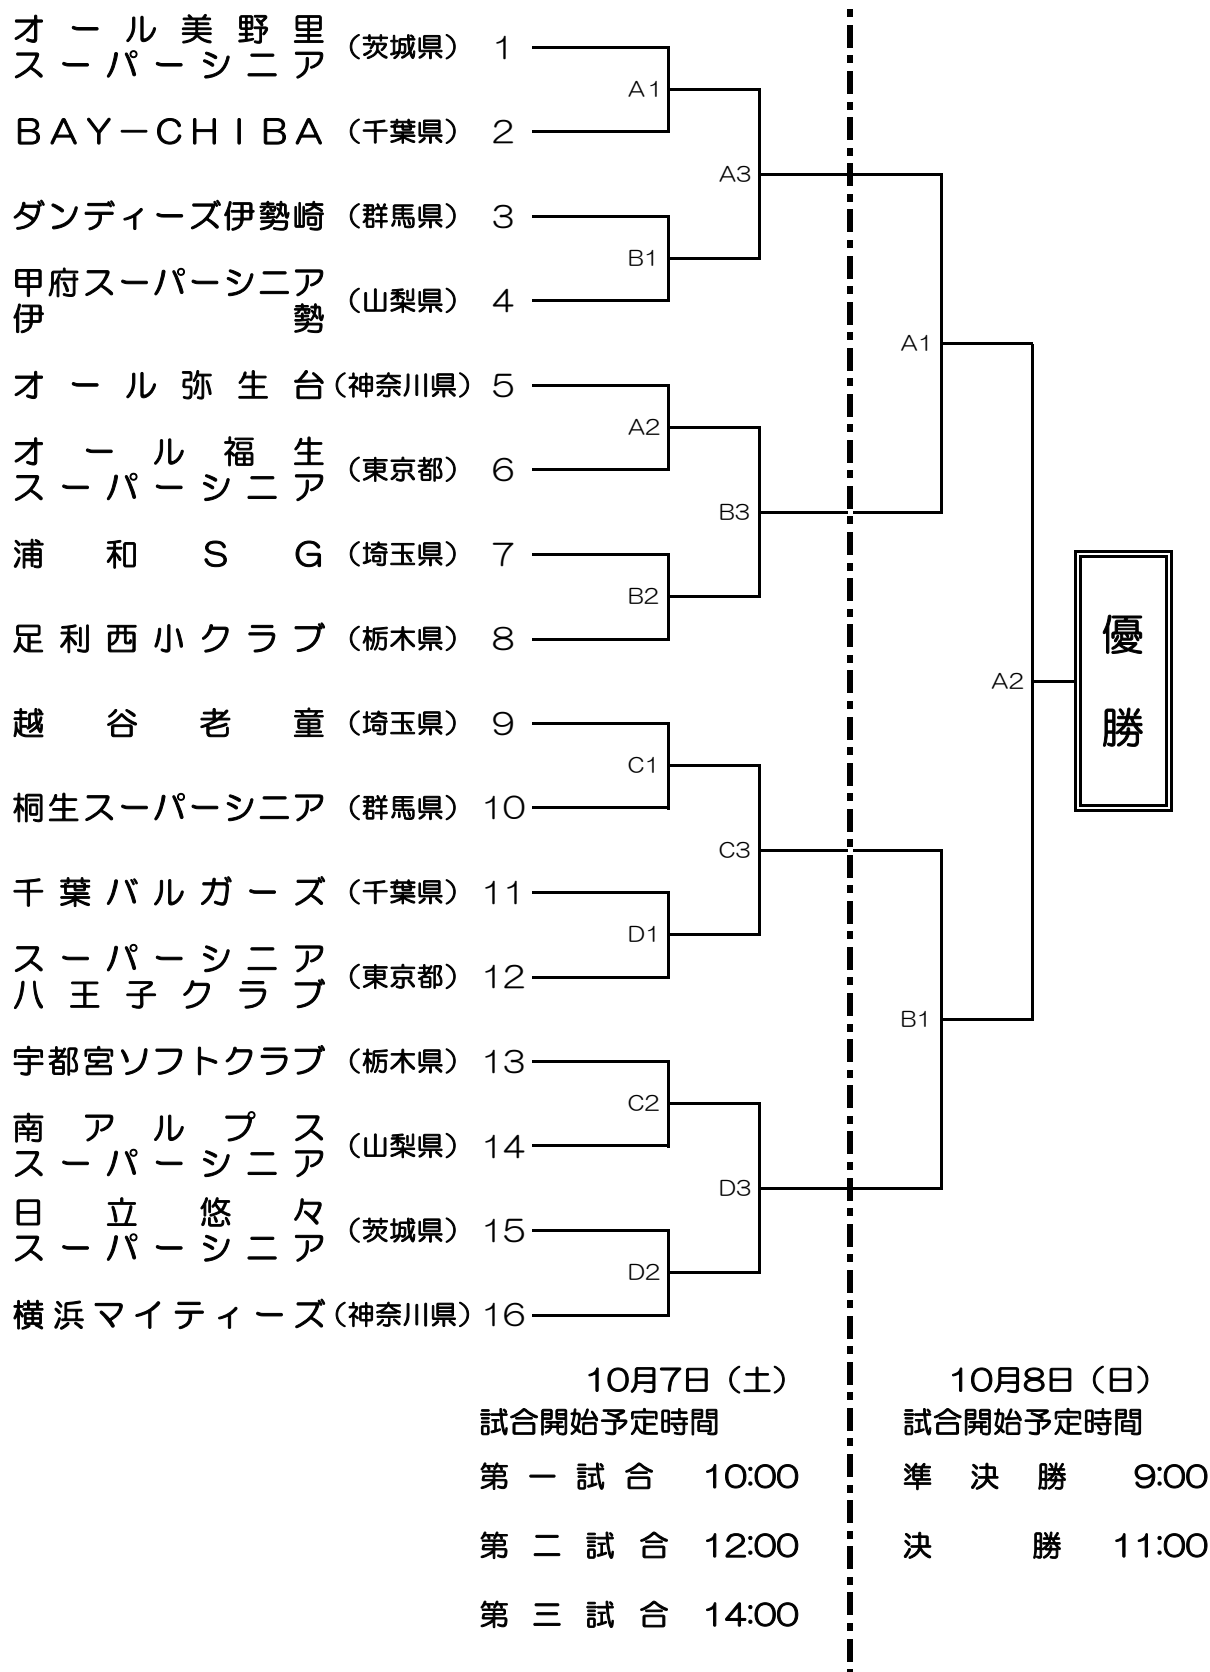 オール美野里
スーパーシニア
（茨城県） 1
A1
BAY－CHIBA （千葉県） 2
A3
ダンディーズ伊勢崎 （群馬県） 3
B1
甲府スーパーシニア
伊勢
（山梨県） 4
A1
オール弥生台 （神奈川県） 5
A2
オール福生
スーパーシニア
（東京都） 6
B3
浦和SG （埼玉県） 7
B2
足利西小クラブ （栃木県） 8
A2
優勝
越谷老童 （埼玉県） 9
C1
桐生スーパーシニア （群馬県） 10
C3
千葉バルガーズ （千葉県） 11
D1
スーパーシニア
八王子クラブ
（東京都） 12
B1
宇都宮ソフトクラブ （栃木県） 13
C2
南アルプス
スーパーシニア
（山梨県） 14
D3
日立悠々
スーパーシニア
（茨城県） 15
D2
横浜マイティーズ （神奈川県） 16
10月7日（土）
試合開始予定時間
第一試合 10:00
第二試合 12:00
第三試合 14:00
10月8日（日）
試合開始予定時間
準決勝 9:00
決勝 11:00